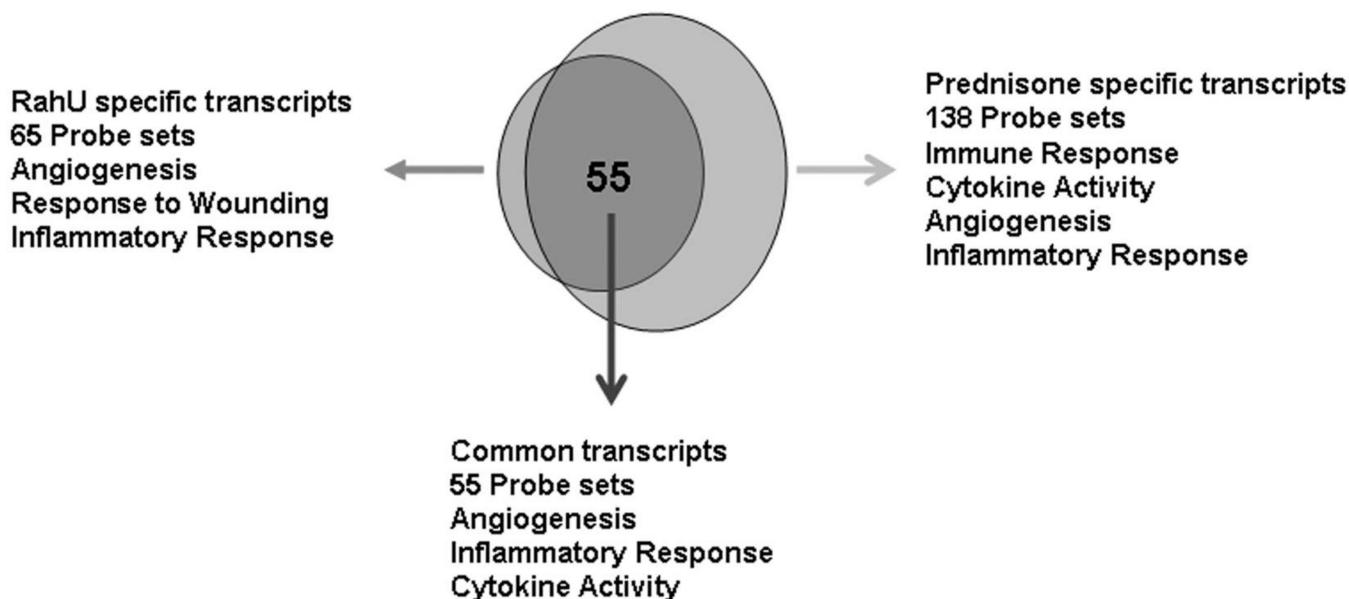 RahU specific transcripts
65 Probe sets
Angiogenesis
Response to Wounding
Inflammatory Response
55
Prednisone specific transcripts
138 Probe sets
Immune Response
Cytokine Activity
Angiogenesis
Inflammatory Response
Common transcripts
55 Probe sets
Angiogenesis
Inflammatory Response
Cytokine Activity